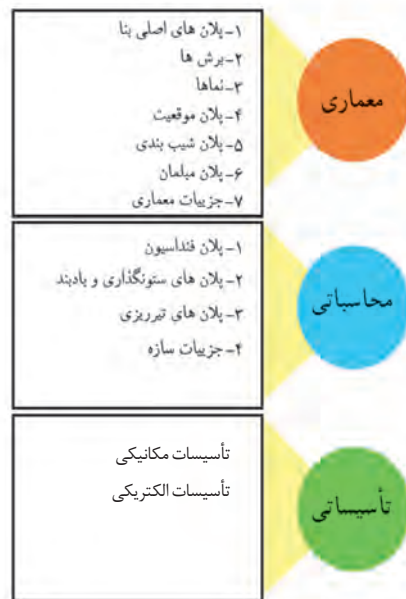 معماری
۱-پلان های اصلی بنا
۲-برش ها
۳-نماها
۴-پلان موقعیت
۵-پلان شیب بندی
۶-پلان مبلمان
۷-جزییات معماری
محاسباتی
۱-پلان فنداسیون
۲-پلان های ستونگذاری و بادبند
۳-پلان های تیرریزی
۴-جزییات سازه
تأسیساتی
تأسیسات مکانیکی
تأسیسات الکتریکی